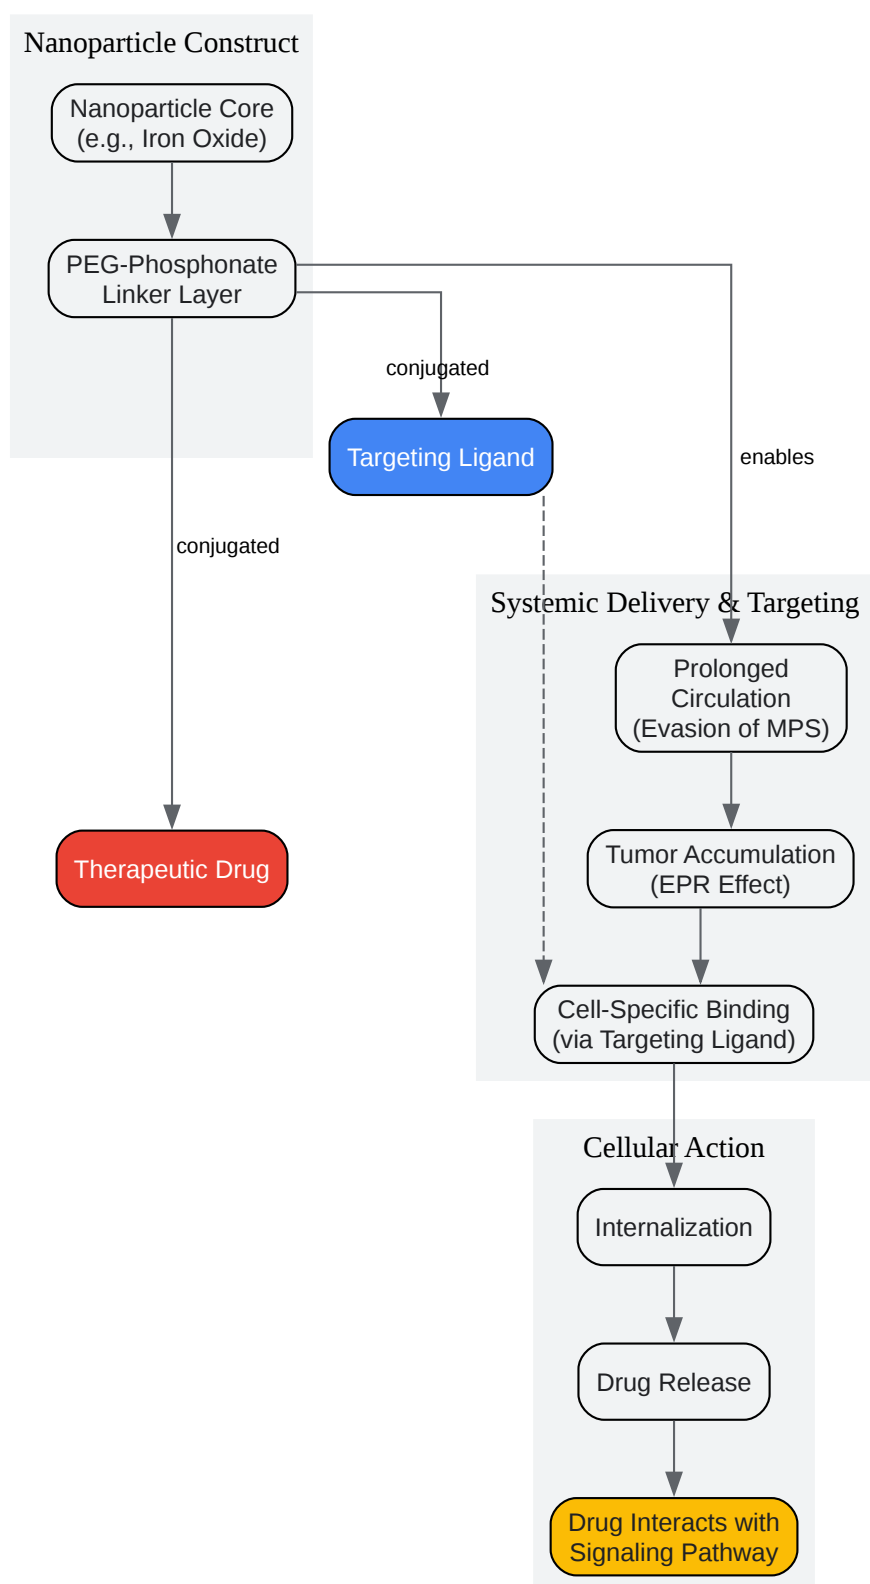 Nanoparticle Construct
Nanoparticle Core
(e.g., Iron Oxide)
PEG-Phosphonate
Linker Layer
conjugated
Targeting Ligand
enables
conjugated
Systemic Delivery & Targeting
Prolonged
Circulation
(Evasion of MPS)
Therapeutic Drug
Tumor Accumulation
(EPR Effect)
Cell-Specific Binding
(via Targeting Ligand)
Cellular Action
Internalization
Drug Release
Drug Interacts with
Signaling Pathway